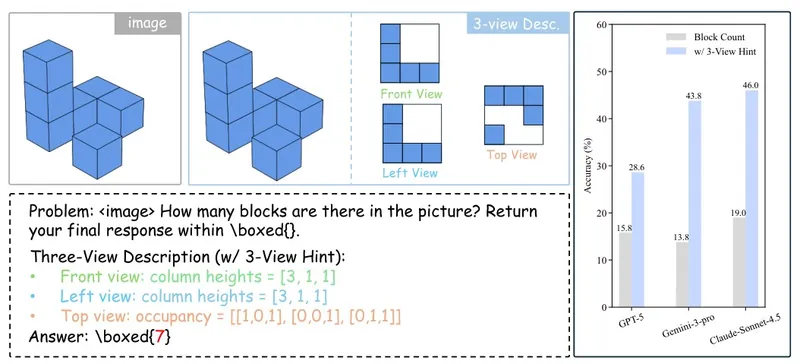 image
3-view Desc.
Front View
Left View
Top View
Problem: <image> How many blocks are there in the picture? Return
your final response within \boxed{}.
Three-View Description (w/ 3-View Hint):
• Front view: column heights = [3, 1, 1]
• Left view: column heights = [3, 1, 1]
• Top view: occupancy = [[1,0,1], [0,0,1], [0,1,1]]
Answer: \boxed{7}
Block Count
w/ 3-View Hint
Accuracy (%)
60
50
40
30
20
10
0
15.8
28.6
13.8
43.8
19.0
46.0
GPT-5
Gemini-3-pro
Claude-Sonnet-4.5